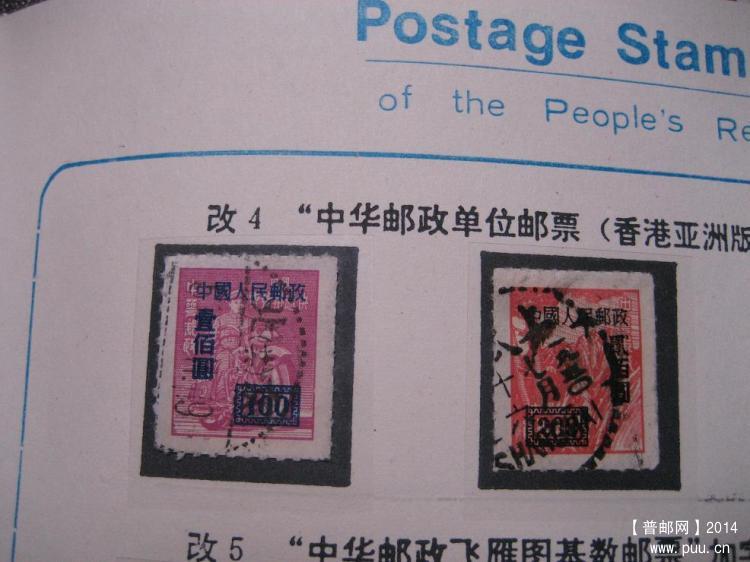 Postage Stam
of the People's Re
改4 “中华邮政单位邮票（香港亚洲版
中國人民郵政
壹佰圓
100
中國人民郵政
貳佰圓
200
SHANGHAI
改5 “中华邮政飞雁图基数邮票”加字
【普邮网】2014
www.puu.cn